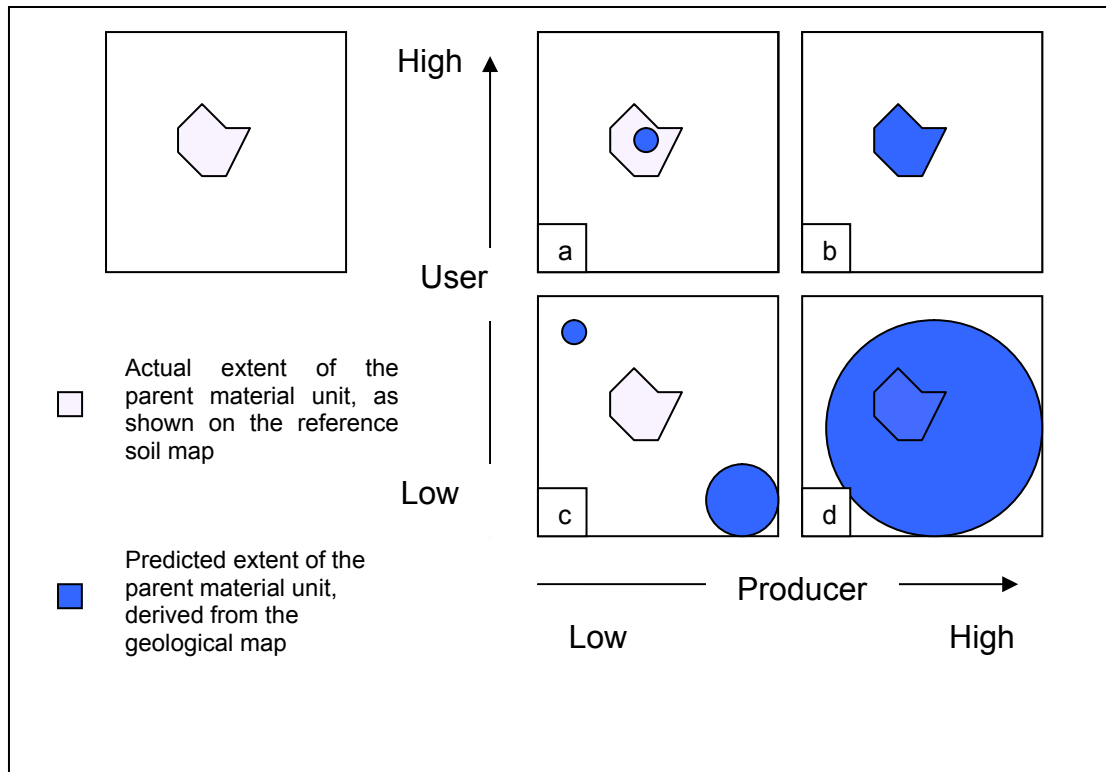 High
User
Low
a
b
c
d
Producer
Low
High
Actual extent of the
parent material unit, as
shown on the reference
soil map
Predicted extent of the
parent material unit,
derived from the
geological map